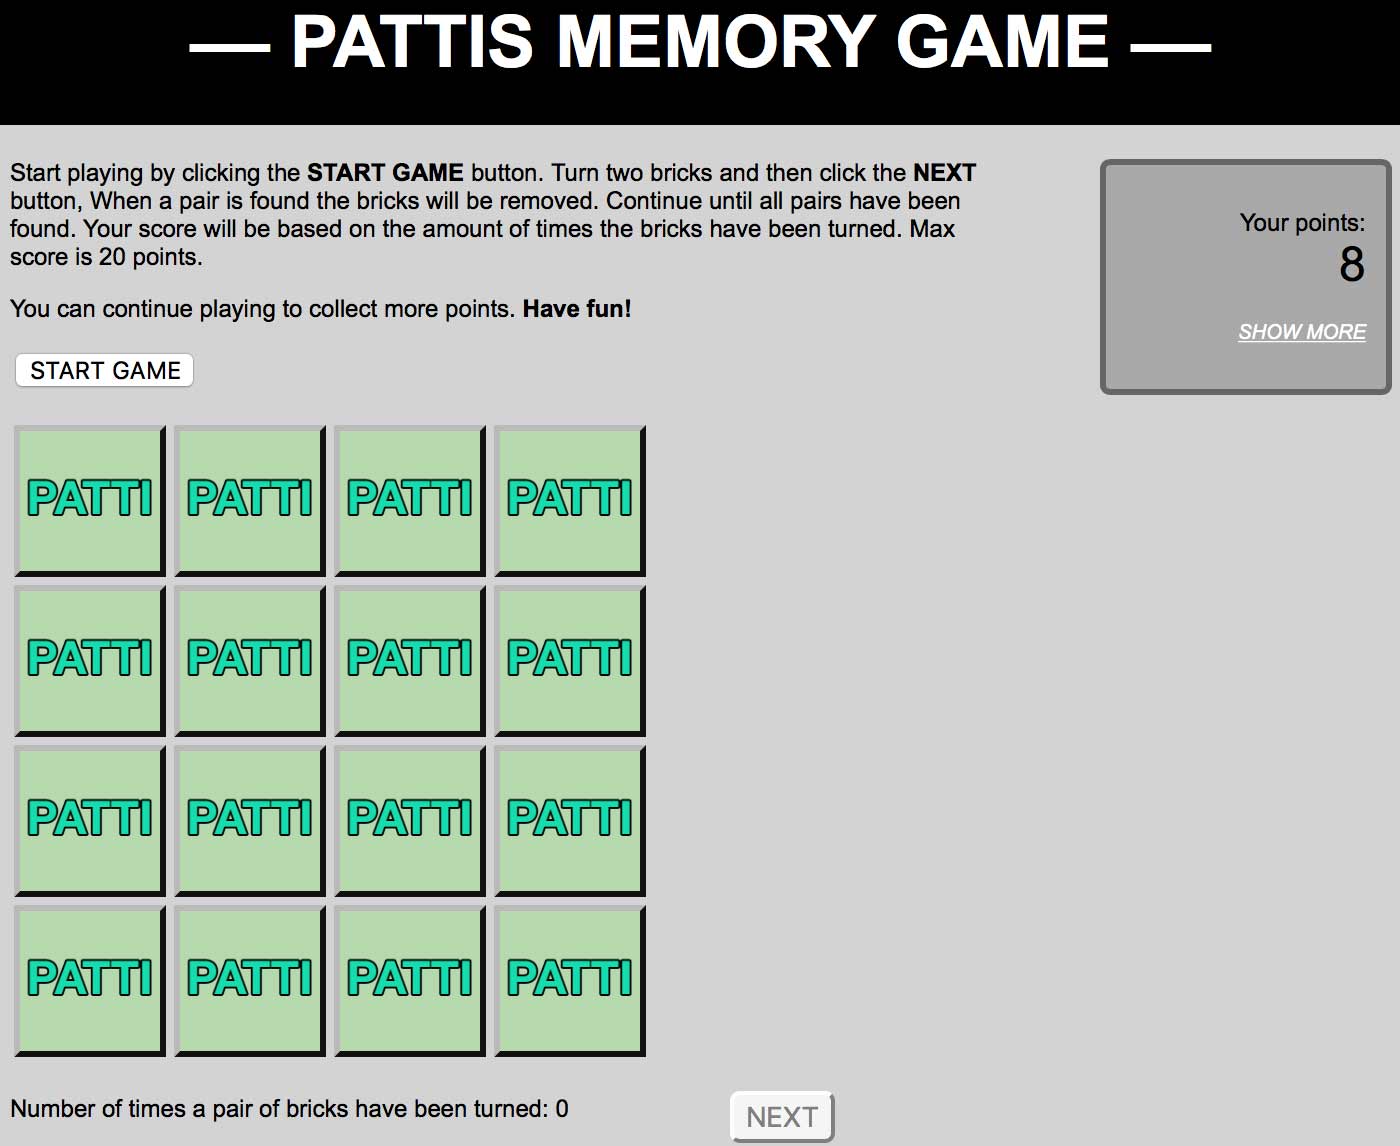 — PATTIS MEMORY GAME —
Start playing by clicking the START GAME button. Turn two bricks and then click the NEXT
button, When a pair is found the bricks will be removed. Continue until all pairs have been
found. Your score will be based on the amount of times the bricks have been turned. Max
score is 20 points.
You can continue playing to collect more points. Have fun!
Your points:
8
SHOW MORE
START GAME
PATTI PATTI PATTI PATTI
PATTI PATTI PATTI PATTI
PATTI PATTI PATTI PATTI
PATTI PATTI PATTI PATTI
Number of times a pair of bricks have been turned: 0
NEXT